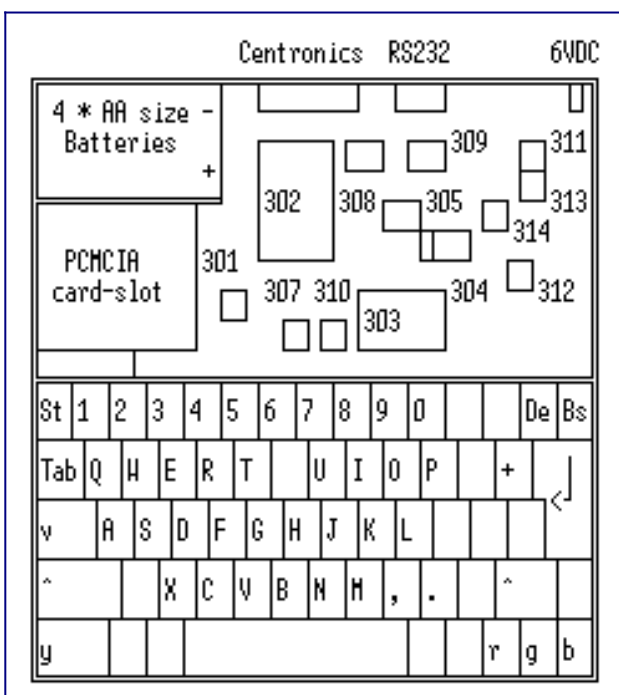 Centronics RS232 6VDC
4 * AA size -
Batteries
+
309 311
302 308 305 313
314
PCMCIA 301
card-slot 307 310 304 312
303
St 1 2 3 4 5 6 7 8 9 0 De Bs
Tab Q W E R T U I O P +
<
v A S D F G H J K L
^ X C V B N M , . ^
y r g b